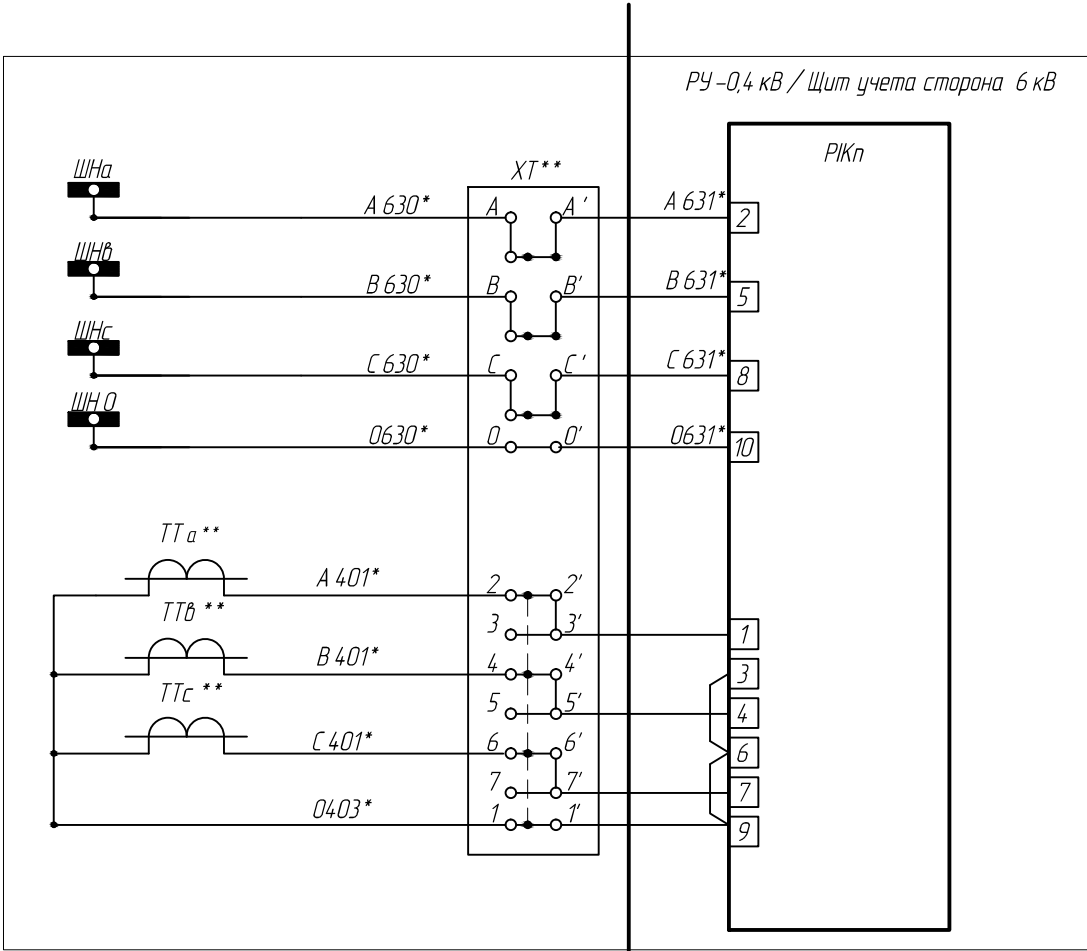 РУ-0,4 кВ / Щит учета сторона 6 кВ
PIKп
ХТ**
ШНа
А 630*
А
А'
А 631*
2
ШНв
В 630*
В
В'
В 631*
5
ШНс
С 630*
С
С'
С 631*
8
ШН 0
0630*
0
0'
0631*
10
ТТа**
А 401*
2
2'
3
3'
1
ТТв**
В 401*
4
4'
3
5
5'
4
ТТс**
С 401*
6
6'
6
7
7'
7
0403*
1
1'
9